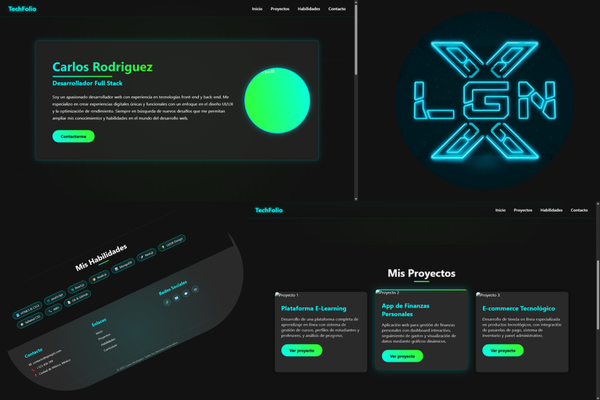 TechFolio
Inicio Proyectos Habilidades Contacto
Carlos Rodriguez
Desarrollador Full Stack
Soy un apasionado desarrollador web con experiencia en tecnologías front-end y back-end. Me
especializo en crear experiencias digitales únicas y funcionales con un enfoque en el diseño UI/UX
y la optimización de rendimiento. Siempre en búsqueda de nuevos desafíos que me permitan
ampliar mis conocimientos y habilidades en el mundo del desarrollo web.
Contáctame
LGN
Mis Habilidades
Contacto
Enlaces
Inicio
Proyectos
Habilidades
Contacto
Redes Sociales
TechFolio
Inicio Proyectos Habilidades Contacto
Mis Proyectos
Proyecto 1
Plataforma E-Learning
Desarrollo de una plataforma completa de
aprendizaje en línea con sistema de
gestión de cursos, perfiles de estudiantes y
profesores, y análisis de progreso.
Ver proyecto
Proyecto 2
App de Finanzas
Personales
Aplicación web para gestión de finanzas
personales con dashboard interactivo,
seguimiento de gastos y visualización de
datos mediante gráficos dinámicos.
Ver proyecto
Proyecto 3
E-commerce Tecnológico
Desarrollo de tienda en línea especializada
en productos tecnológicos, con integración
de pasarelas de pago, sistema de
inventario y panel administrativo.
Ver proyecto